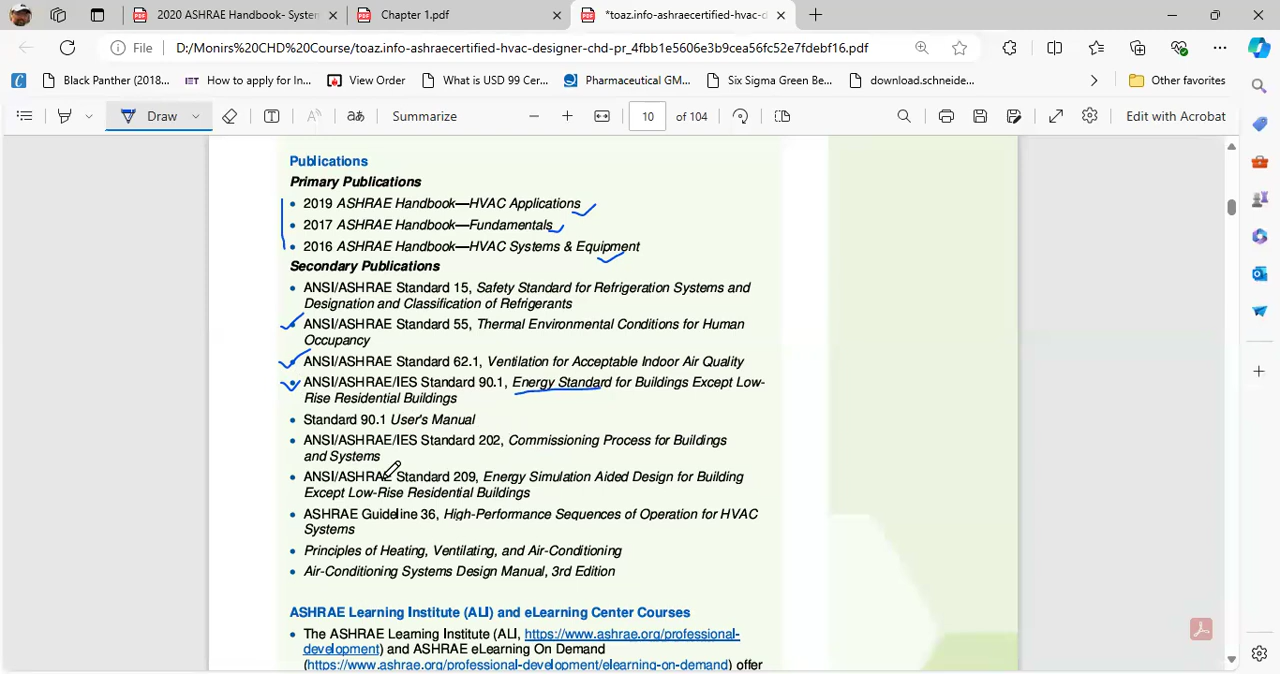 2020 ASHRAE Handbook- System
Chapter 1.pdf
*toaz.info-ashraecertified-hvac-d
File
D:/Monirs%20CHD%20Course/toaz.info-ashraecertified-hvac-designer-chd-pr_4fbb1e5606e3b9cea56fc52e7fdebf16.pdf
Black Panther (2018...
IET How to apply for In...
View Order
What is USD 99 Cer...
Pharmaceutical GM...
Six Sigma Green Be...
download.schneide...
Other favorites
Draw
Summarize
10 of 104
Edit with Acrobat
Publications
Primary Publications
• 2019 ASHRAE Handbook—HVAC Applications
• 2017 ASHRAE Handbook—Fundamentals
• 2016 ASHRAE Handbook—HVAC Systems & Equipment
Secondary Publications
• ANSI/ASHRAE Standard 15, Safety Standard for Refrigeration Systems and
Designation and Classification of Refrigerants
• ANSI/ASHRAE Standard 55, Thermal Environmental Conditions for Human
Occupancy
• ANSI/ASHRAE Standard 62.1, Ventilation for Acceptable Indoor Air Quality
• ANSI/ASHRAE/IES Standard 90.1, Energy Standard for Buildings Except Low-
Rise Residential Buildings
• Standard 90.1 User's Manual
• ANSI/ASHRAE/IES Standard 202, Commissioning Process for Buildings
and Systems
• ANSI/ASHRAE Standard 209, Energy Simulation Aided Design for Building
Except Low-Rise Residential Buildings
• ASHRAE Guideline 36, High-Performance Sequences of Operation for HVAC
Systems
• Principles of Heating, Ventilating, and Air-Conditioning
• Air-Conditioning Systems Design Manual, 3rd Edition
ASHRAE Learning Institute (ALI) and eLearning Center Courses
• The ASHRAE Learning Institute (ALI, https://www.ashrae.org/professional-
development) and ASHRAE eLearning On Demand
(https://www.ashrae.org/professional-development/elearning-on-demand) offer